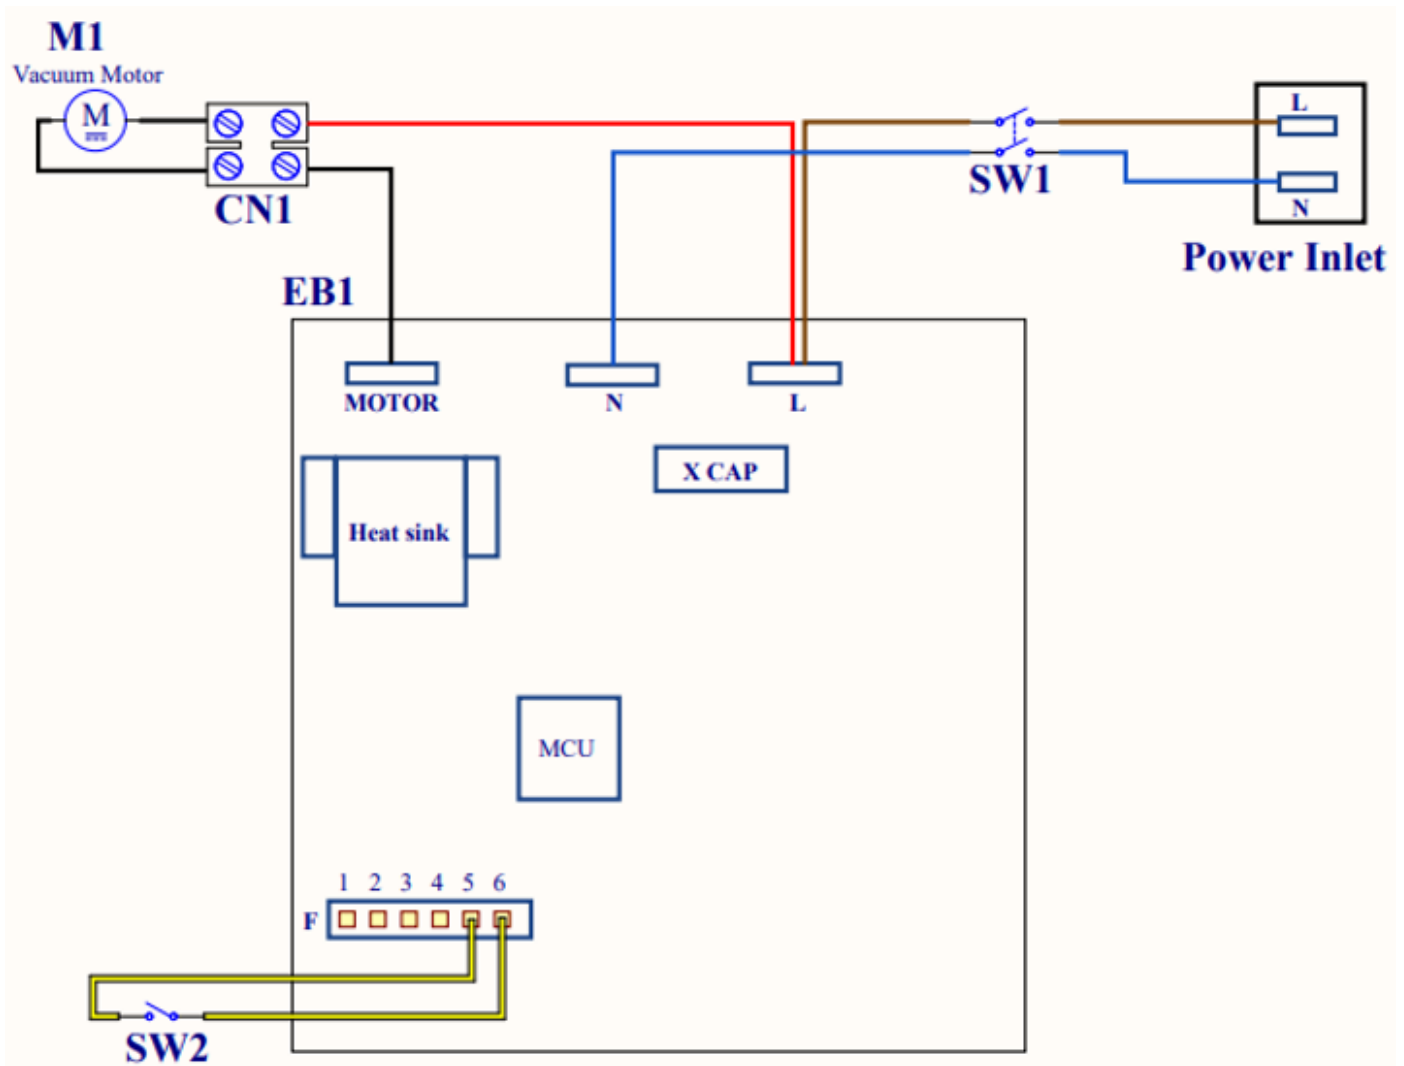 M1
Vacuum Motor
M
CN1
SW1
L
N
Power Inlet
EB1
MOTOR
N
L
X CAP
Heat sink
MCU
1 2 3 4 5 6
F
SW2